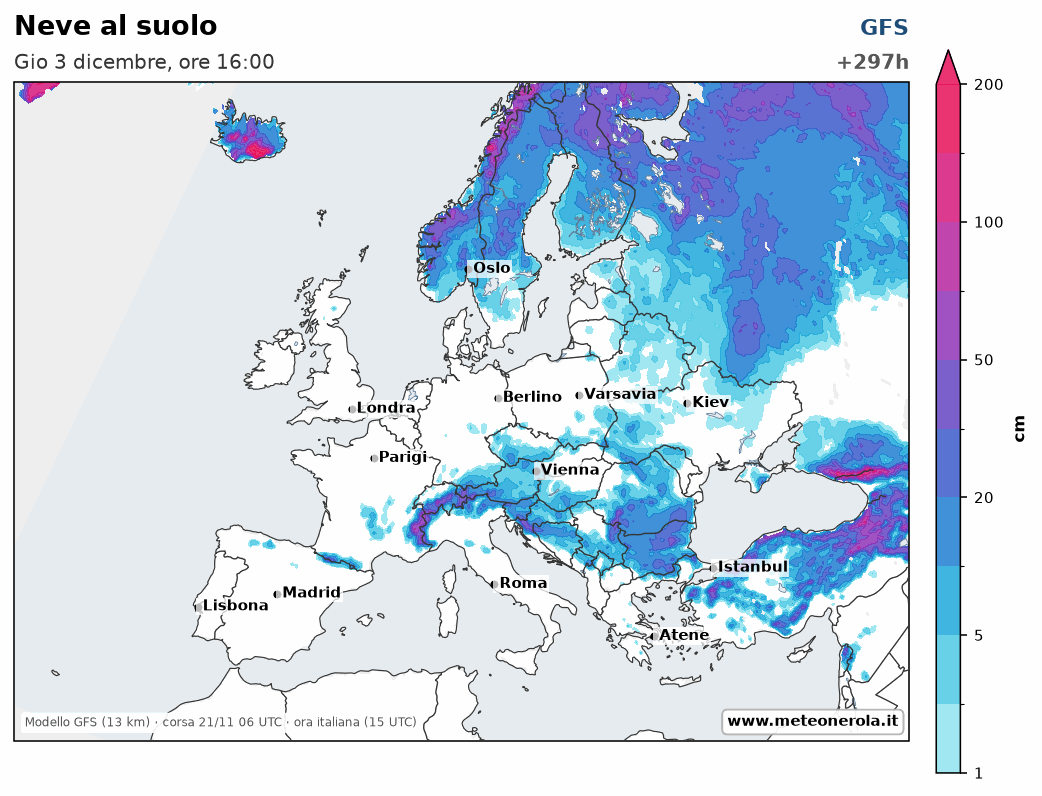 Neve al suolo
GFS
Gio 3 dicembre, ore 16:00
+297h
200
100
50
20
5
1
cm
Oslo
Londra
Berlino
Varsavia
Kiev
Parigi
Vienna
Istanbul
Roma
Madrid
Lisbona
Atene
Modello GFS (13 km) · corsa 21/11 06 UTC · ora italiana (15 UTC)
www.meteonerola.it